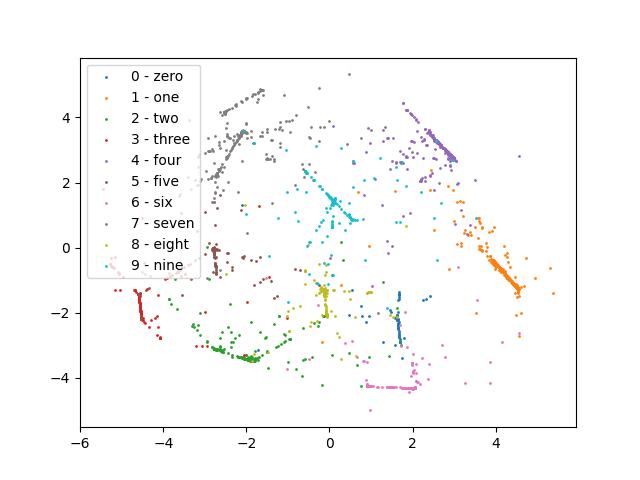 0 - zero
1 - one
2 - two
3 - three
4 - four
5 - five
6 - six
7 - seven
8 - eight
9 - nine
4
2
0
−2
−4
−6 −4 −2 0 2 4